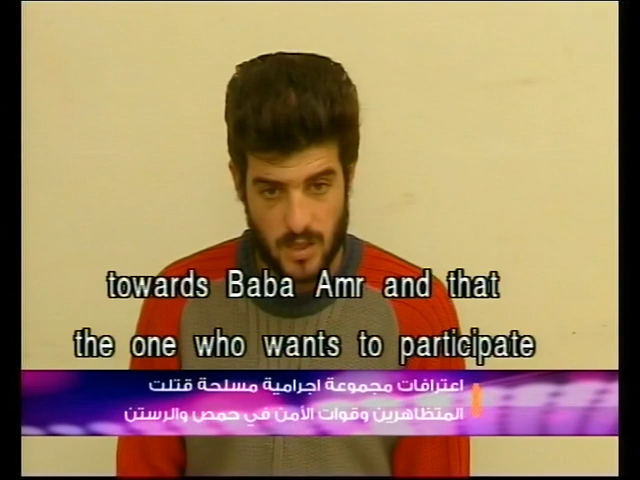 towards Baba Amr and that
the one who wants to participate
اعترافات مجموعة اجرامية مسلحة قتلت
المتظاهرين وقوات الأمن في حمص والرستن